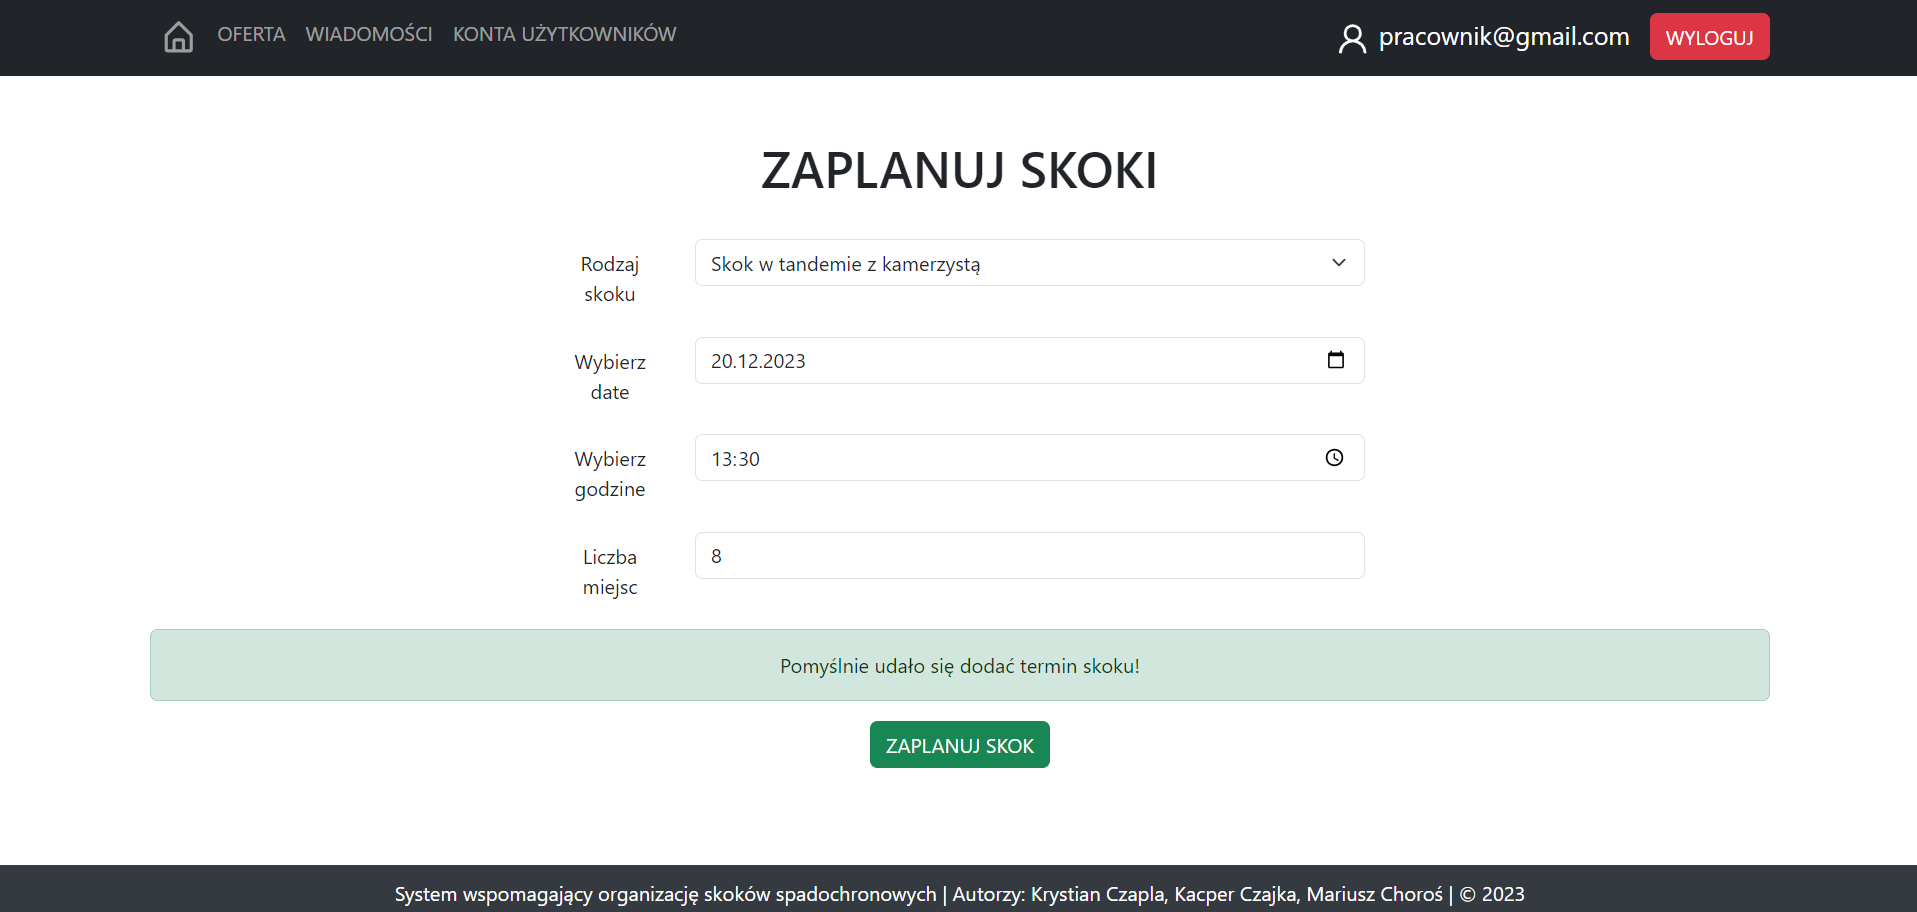 OFERTA WIADOMOŚCI KONTA UŻYTKOWNIKÓW pracownik@gmail.com WYLOGUJ
ZAPLANUJ SKOKI
Rodzaj
skoku
Skok w tandemie z kamerzystą
Wybierz
date
20.12.2023
Wybierz
godzine
13:30
Liczba
miejsc
8
Pomyślnie udało się dodać termin skoku!
ZAPLANUJ SKOK
System wspomagający organizację skoków spadochronowych | Autorzy: Krystian Czapla, Kacper Czajka, Mariusz Choroś | © 2023